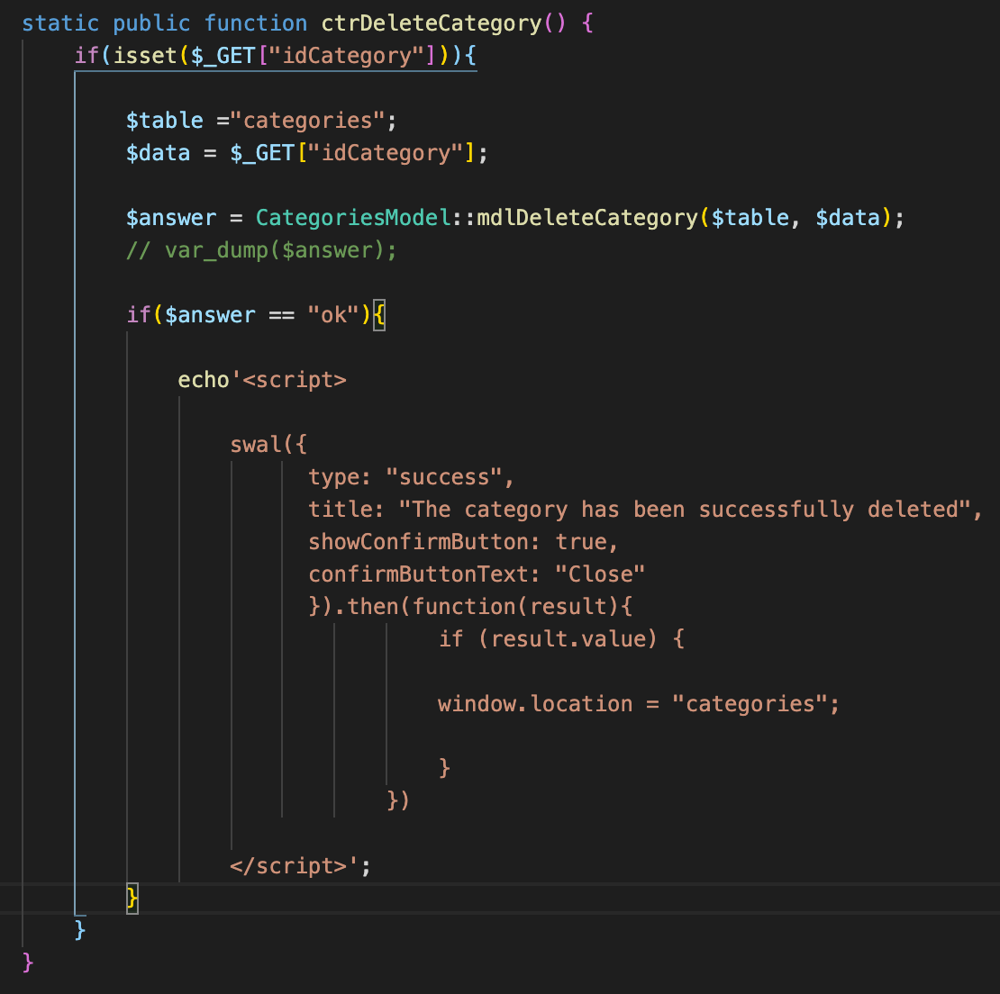 static public function ctrDeleteCategory() {
if(isset($_GET["idCategory"])){
$table ="categories";
$data = $_GET["idCategory"];
$answer = CategoriesModel::mdlDeleteCategory($table, $data);
// var_dump($answer);
if($answer == "ok"){
echo'<script>
swal({
type: "success",
title: "The category has been successfully deleted",
showConfirmButton: true,
confirmButtonText: "Close"
}).then(function(result){
if (result.value) {
window.location = "categories";
}
})
</script>';
}
}
}